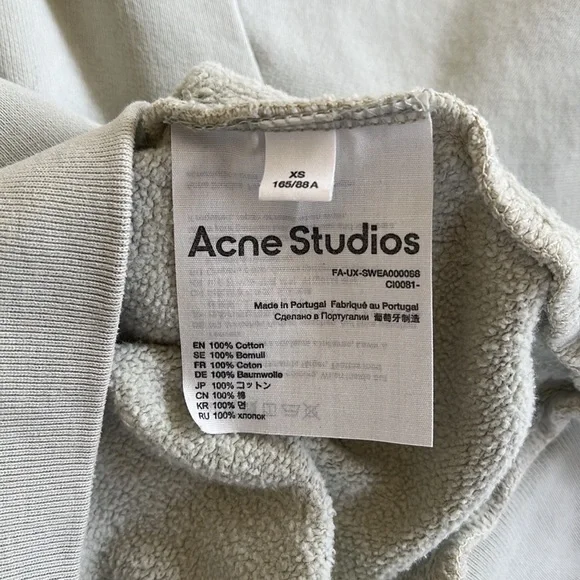 XS
165/88 A
Acne Studios
FA-UX-SWEA000088
CI0081-
Made in Portugal Fabriqué au Portugal
Сделано в Португалии 葡萄牙制造
EN 100% Cotton
SE 100% Bomull
FR 100% Coton
DE 100% Baumwolle
JP 100% コットン
CN 100% 棉
KR 100% 면
RU 100% хлопок